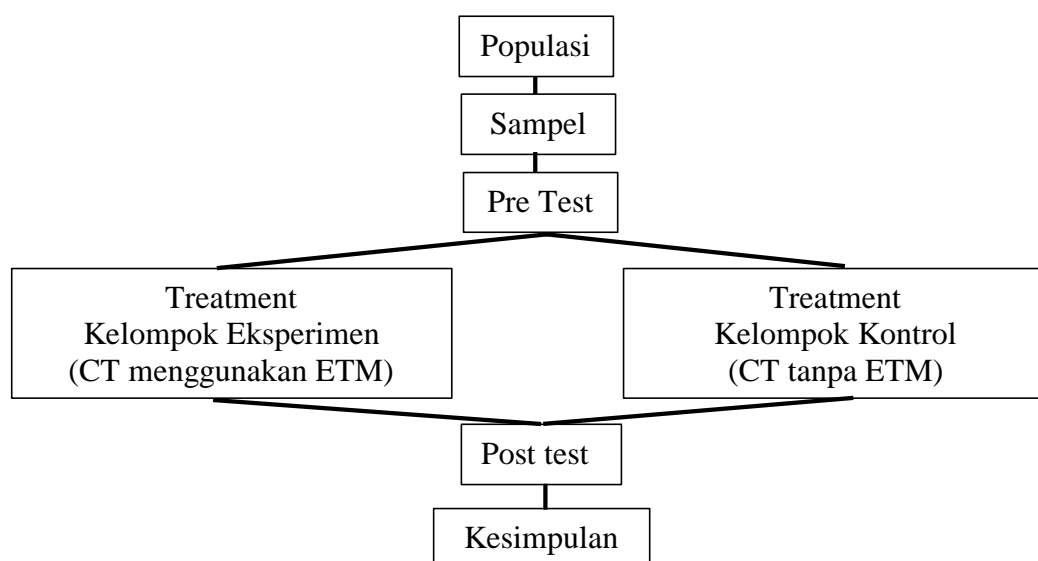 Populasi
Sampel
Pre Test
Treatment
Kelompok Eksperimen
(CT menggunakan ETM)
Treatment
Kelompok Kontrol
(CT tanpa ETM)
Post test
Kesimpulan